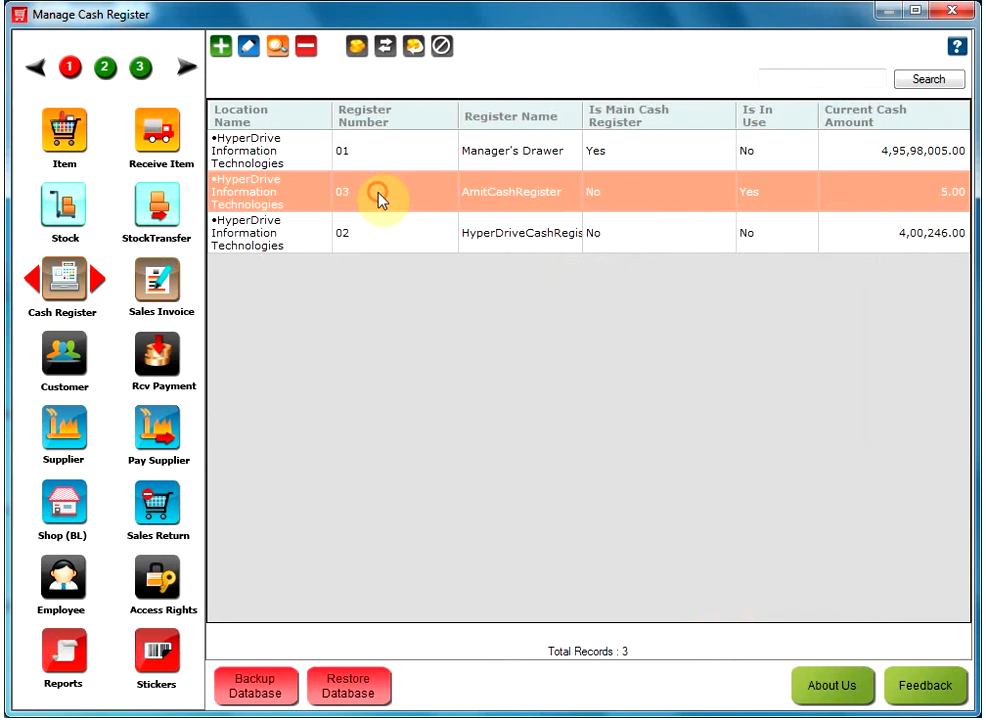 Manage Cash Register
1 2 3
?
Search
Item
Receive Item
Stock
StockTransfer
Cash Register
Sales Invoice
Customer
Rcv Payment
Supplier
Pay Supplier
Shop (BL)
Sales Return
Employee
Access Rights
Reports
Stickers
Location
Name
Register
Number
Register Name
Is Main Cash
Register
Is In
Use
Current Cash
Amount
•HyperDrive
Information
Technologies
01
Manager's Drawer
Yes
No
4,95,98,005.00
•HyperDrive
Information
Technologies
03
AmitCashRegister
No
Yes
5.00
•HyperDrive
Information
Technologies
02
HyperDriveCashRegis
No
No
4,00,246.00
Total Records : 3
Backup
Database
Restore
Database
About Us
Feedback